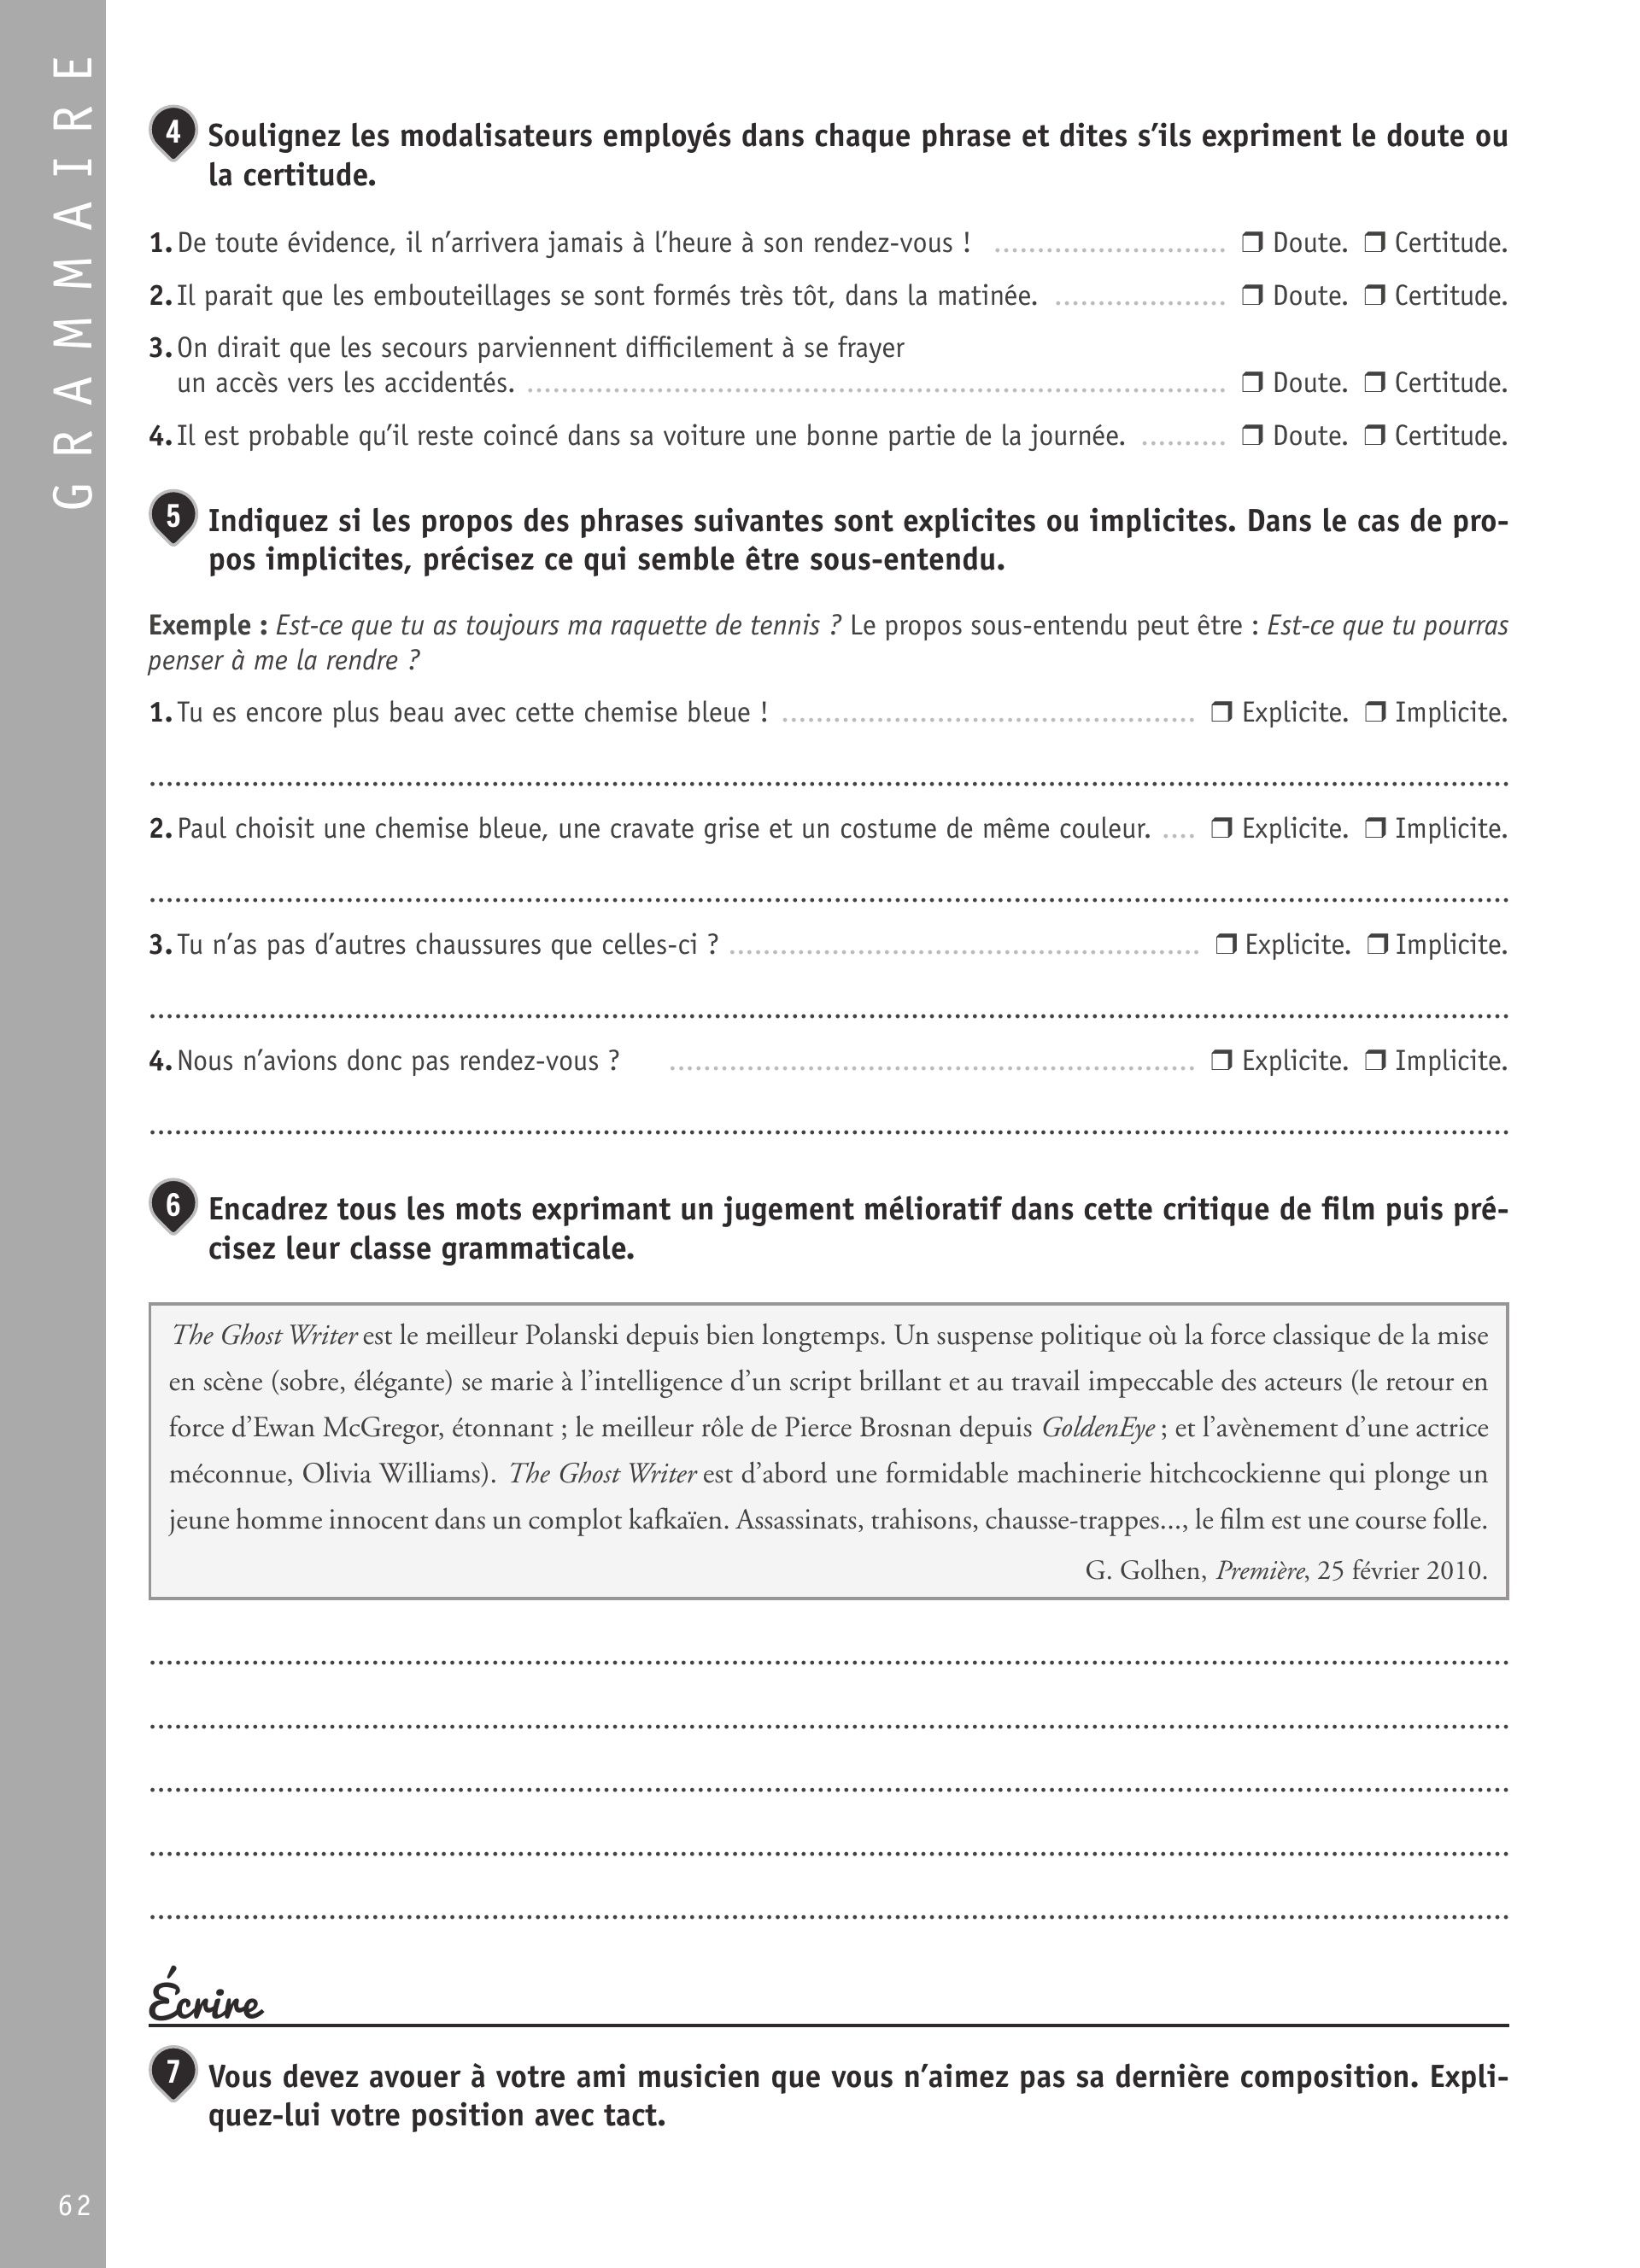 GRAMMAIRE
4 Soulignez les modalisateurs employés dans chaque phrase et dites s’ils expriment le doute ou
la certitude.
1. De toute évidence, il n’arrivera jamais à l’heure à son rendez-vous ! ........................... ❒ Doute. ❒ Certitude.
2. Il parait que les embouteillages se sont formés très tôt, dans la matinée. .................... ❒ Doute. ❒ Certitude.
3. On dirait que les secours parviennent difficilement à se frayer
un accès vers les accidentés. ................................................................................. ❒ Doute. ❒ Certitude.
4. Il est probable qu’il reste coincé dans sa voiture une bonne partie de la journée. .......... ❒ Doute. ❒ Certitude.
5 Indiquez si les propos des phrases suivantes sont explicites ou implicites. Dans le cas de pro-
pos implicites, précisez ce qui semble être sous-entendu.
Exemple : Est-ce que tu as toujours ma raquette de tennis ? Le propos sous-entendu peut être : Est-ce que tu pourras
penser à me la rendre ?
1. Tu es encore plus beau avec cette chemise bleue ! ................................................ ❒ Explicite. ❒ Implicite.
2. Paul choisit une chemise bleue, une cravate grise et un costume de même couleur. .... ❒ Explicite. ❒ Implicite.
3. Tu n’as pas d’autres chaussures que celles-ci ? ...................................................... ❒ Explicite. ❒ Implicite.
4. Nous n’avions donc pas rendez-vous ? ............................................................. ❒ Explicite. ❒ Implicite.
6 Encadrez tous les mots exprimant un jugement mélioratif dans cette critique de film puis pré-
cisez leur classe grammaticale.
The Ghost Writer est le meilleur Polanski depuis bien longtemps. Un suspense politique où la force classique de la mise
en scène (sobre, élégante) se marie à l’intelligence d’un script brillant et au travail impeccable des acteurs (le retour en
force d’Ewan McGregor, étonnant ; le meilleur rôle de Pierce Brosnan depuis GoldenEye ; et l’avènement d’une actrice
méconnue, Olivia Williams). The Ghost Writer est d’abord une formidable machinerie hitchcockienne qui plonge un
jeune homme innocent dans un complot kafkaïen. Assassinats, trahisons, chausse-trappes..., le film est une course folle.
G. Golhen, Première, 25 février 2010.
Écrire
7 Vous devez avouer à votre ami musicien que vous n’aimez pas sa dernière composition. Expli-
quez-lui votre position avec tact.
62